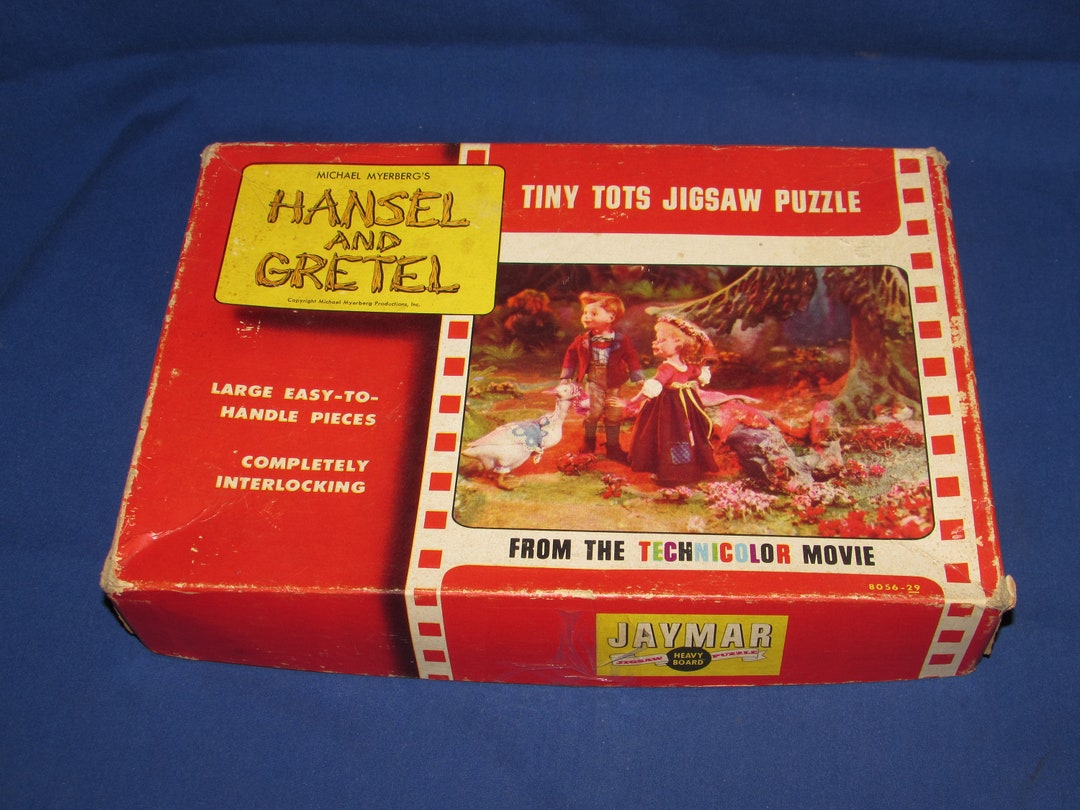 MICHAEL MYERBERG'S
HANSEL
AND
GRETEL
Copyright Michael Myerberg Productions, Inc.
TINY TOTS JIGSAW PUZZLE
LARGE EASY-TO-
HANDLE PIECES
COMPLETELY
INTERLOCKING
FROM THE TECHNICOLOR MOVIE
8056-29
JAYMAR
JIGSAW HEAVY BOARD PUZZLE